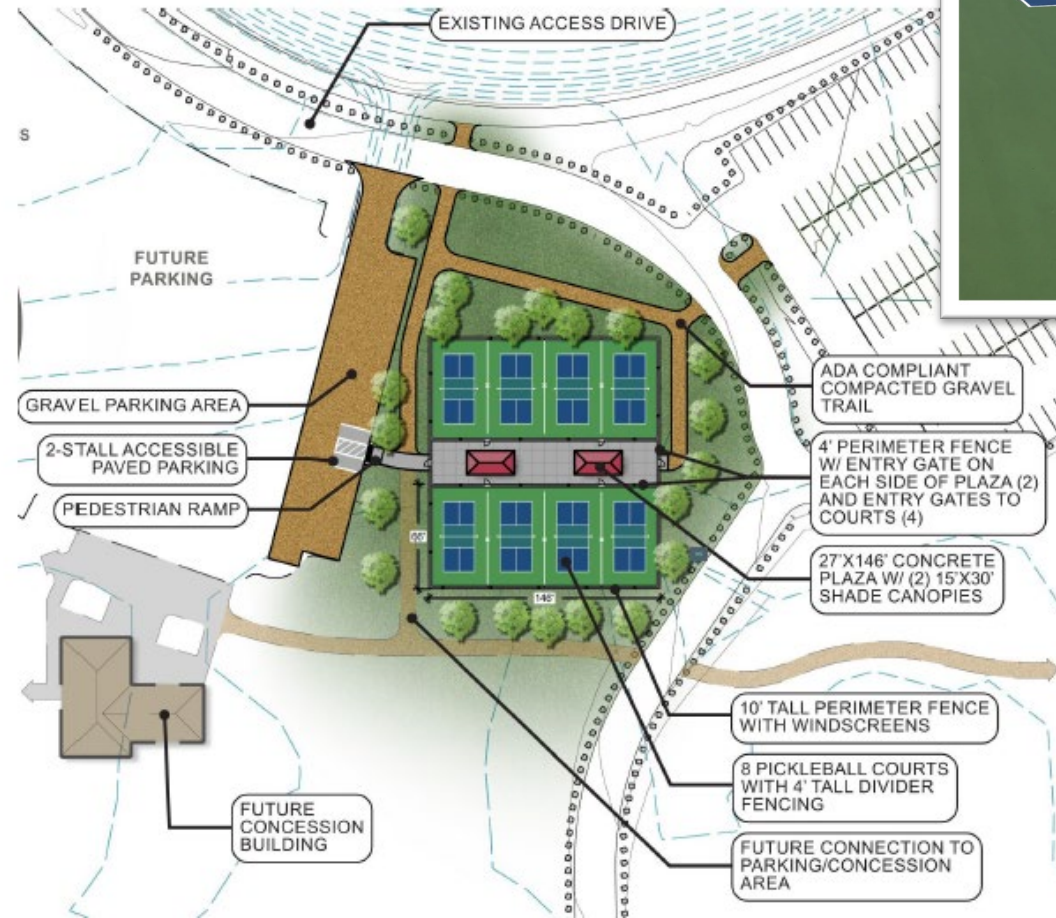 EXISTING ACCESS DRIVE
S
FUTURE
PARKING
GRAVEL PARKING AREA
2-STALL ACCESSIBLE
PAVED PARKING
PEDESTRIAN RAMP
ADA COMPLIANT
COMPACTED GRAVEL
TRAIL
4' PERIMETER FENCE
W/ ENTRY GATE ON
EACH SIDE OF PLAZA (2)
AND ENTRY GATES TO
COURTS (4)
27'X146' CONCRETE
PLAZA W/ (2) 15'X30'
SHADE CANOPIES
146'
10' TALL PERIMETER FENCE
WITH WINDSCREENS
8 PICKLEBALL COURTS
WITH 4' TALL DIVIDER
FENCING
FUTURE
CONCESSION
BUILDING
FUTURE CONNECTION TO
PARKING/CONCESSION
AREA